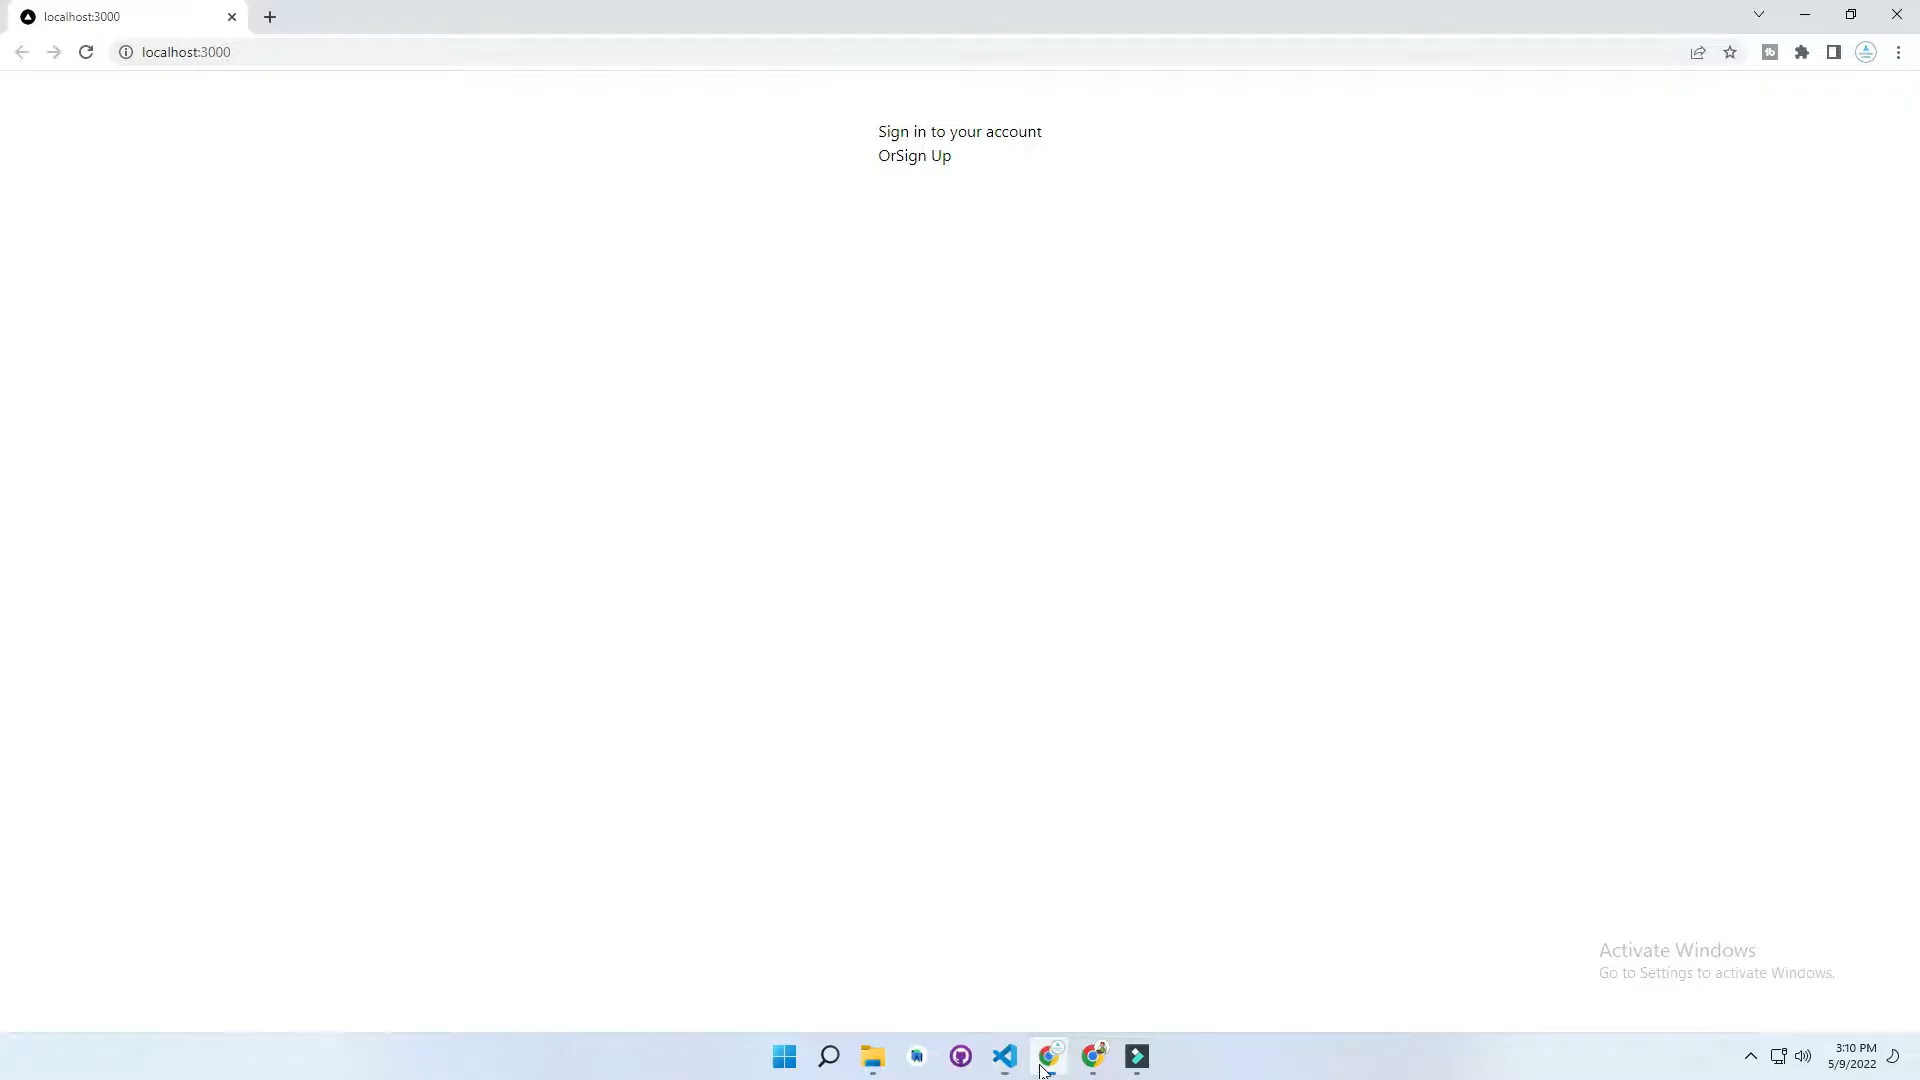 localhost:3000
localhost:3000
Sign in to your account
OrSign Up
Activate Windows
Go to Settings to activate Windows.
3:10 PM
5/9/2022